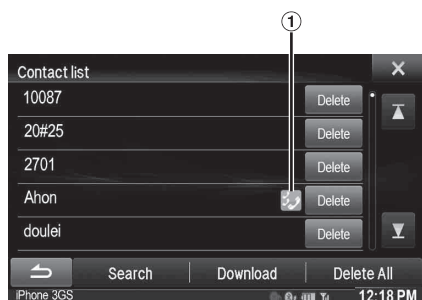 1
Contact list
10087 Delete
20#25 Delete
2701 Delete
Ahon Delete
doulei Delete
Search Download Delete All
iPhone 3GS 12:18 PM